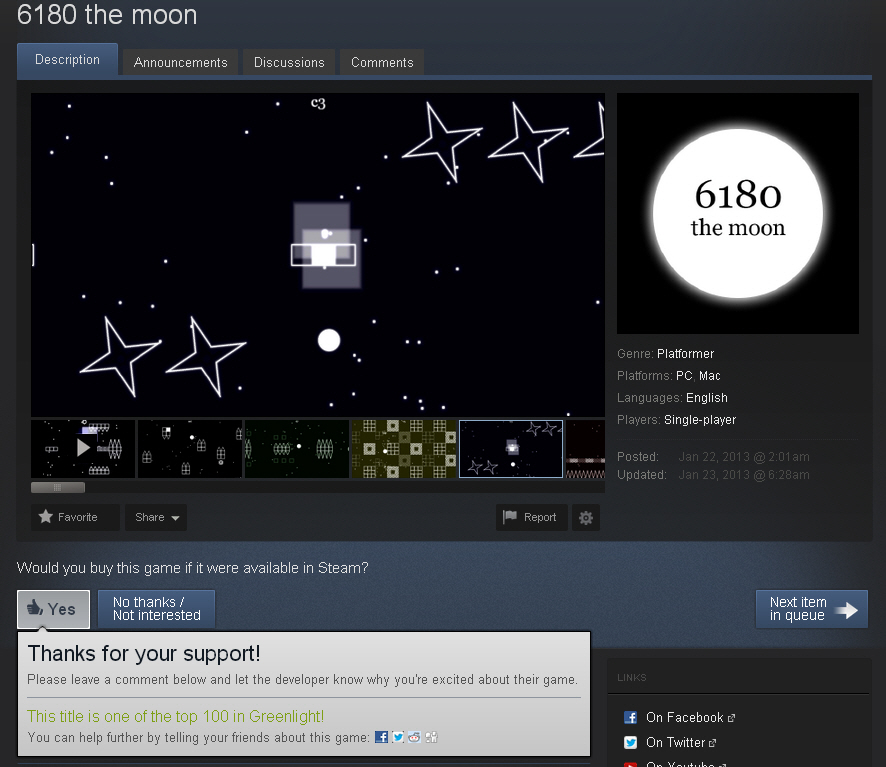 6180 the moon
Description
Announcements
Discussions
Comments
c3
6180
the moon
Genre: Platformer
Platforms: PC, Mac
Languages: English
Players: Single-player
Posted: Jan 22, 2013 @ 2:01am
Updated: Jan 23, 2013 @ 6:28am
Favorite
Share
Report
Would you buy this game if it were available in Steam?
Yes
No thanks /
Not interested
Next item
in queue
Thanks for your support!
Please leave a comment below and let the developer know why you're excited about their game.
This title is one of the top 100 in Greenlight!
You can help further by telling your friends about this game:
LINKS
On Facebook
On Twitter
On Youtube